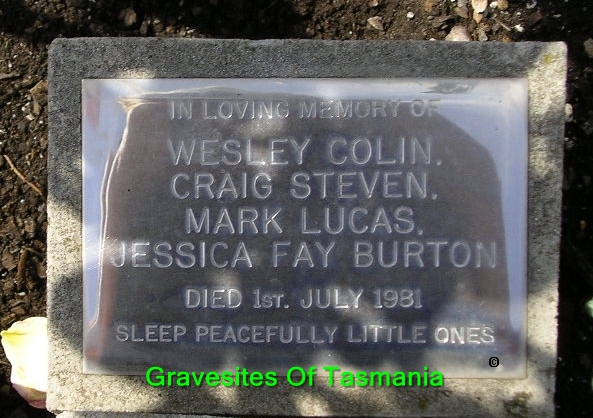 IN LOVING MEMORY OF
WESLEY COLIN.
CRAIG STEVEN.
MARK LUCAS.
JESSICA FAY BURTON
DIED 1ST. JULY 1981
SLEEP PEACEFULLY LITTLE ONES
©
Gravesites Of Tasmania